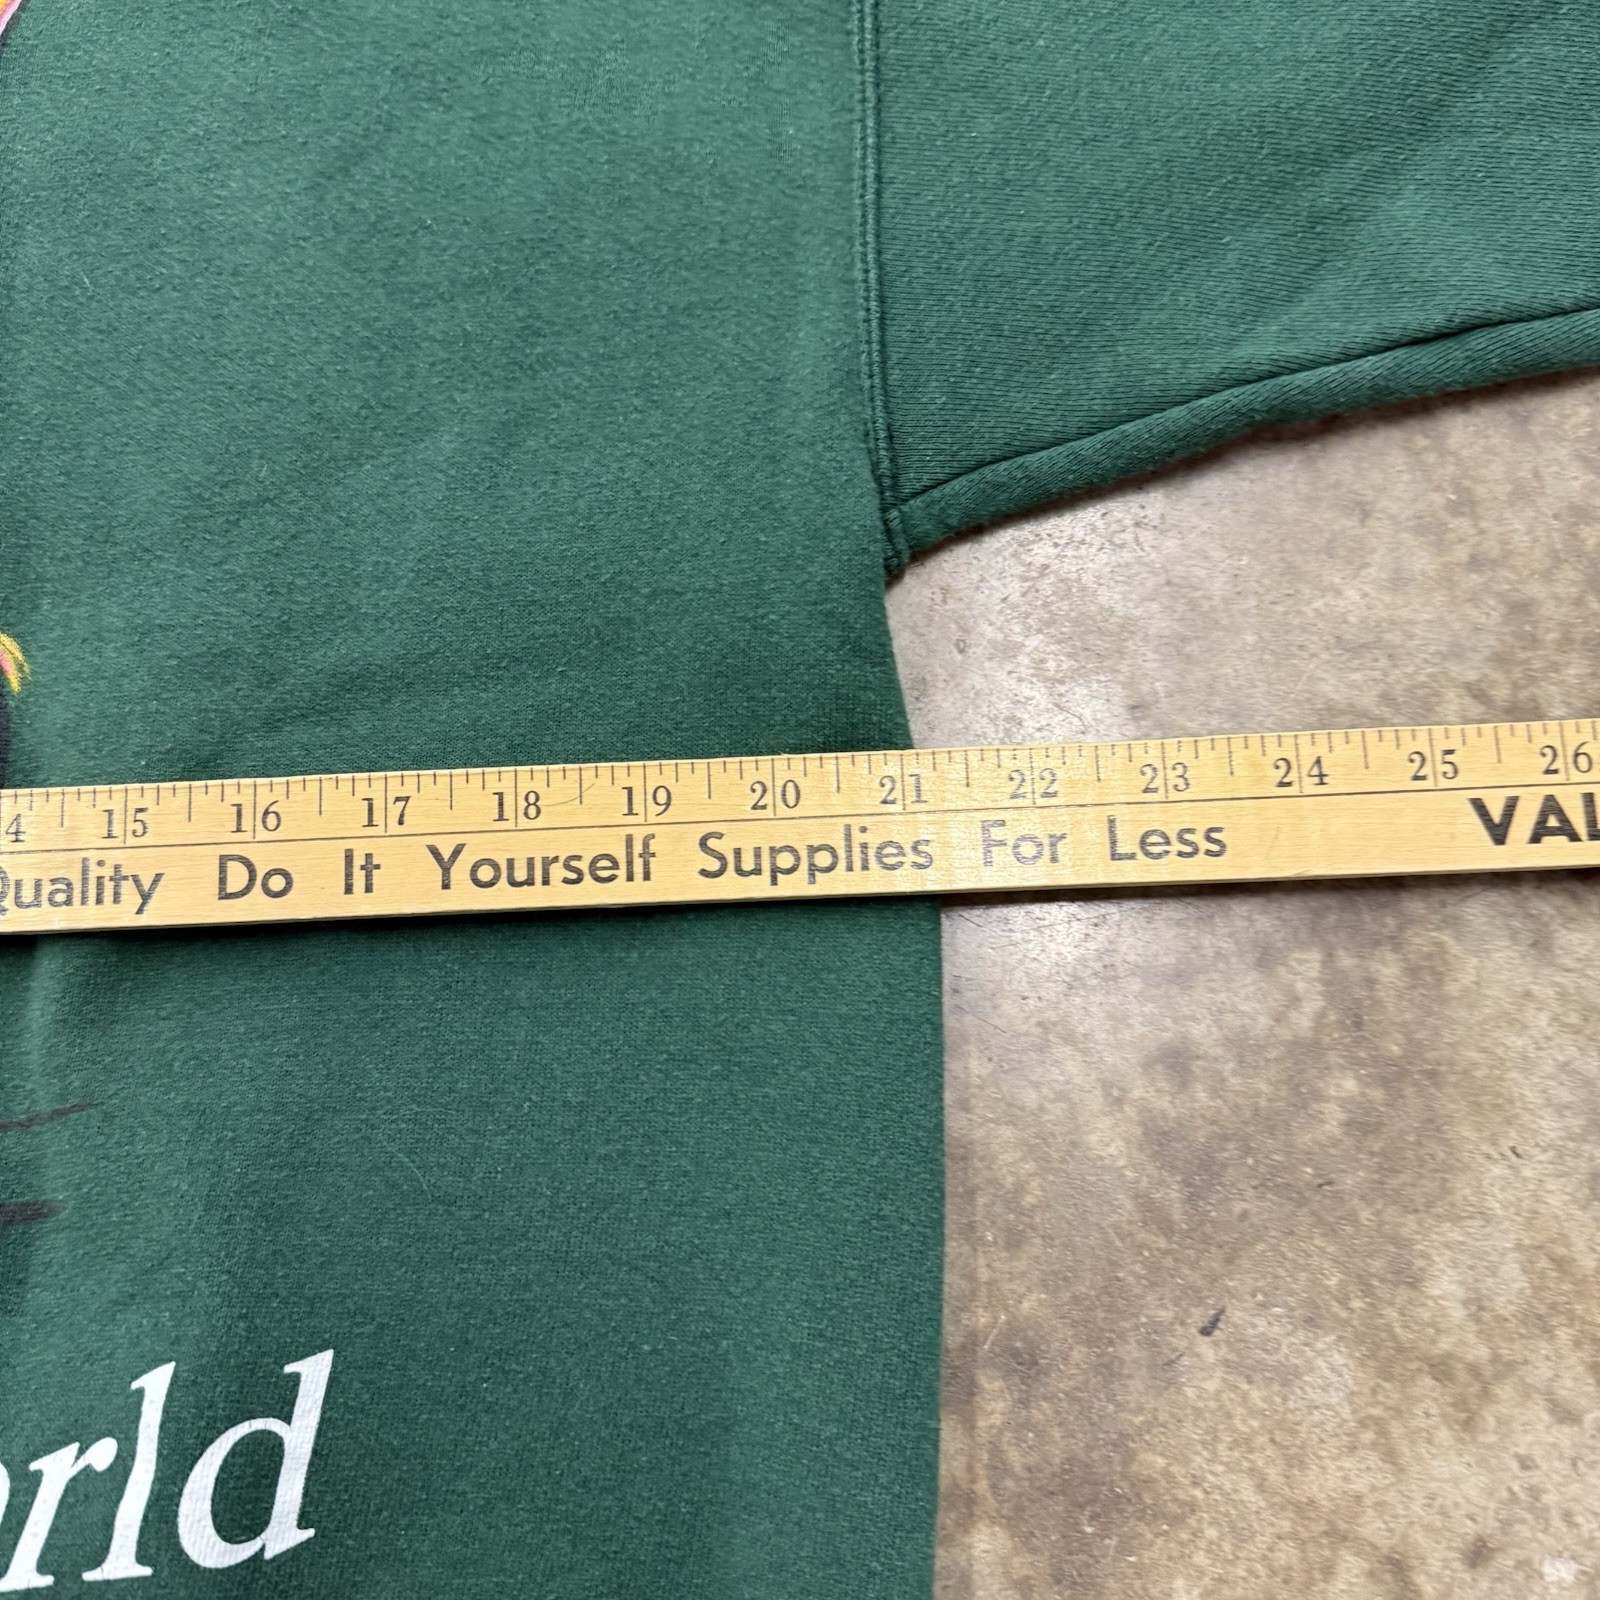 4 15 16 17 18 19 20 21 22 23 24 25 26
Quality Do It Yourself Supplies For Less VAL
orld